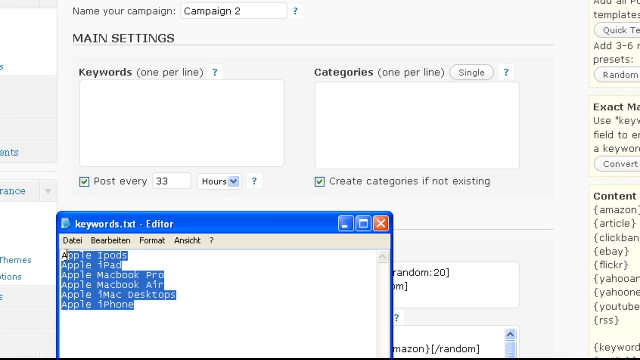 Name your campaign: Campaign 2 ?
MAIN SETTINGS
Keywords (one per line) ?
Categories (one per line) Single ?
Post every 33 Hours ?
Create categories if not existing
keywords.txt - Editor
Datei Bearbeiten Format Ansicht ?
Apple Ipods
Apple iPad
Apple Macbook Pro
Apple Macbook Air
Apple iMac Desktops
Apple iPhone
random:20]
om]
?
mazon}[/random]
ents
rance
Themes
tions
templates
Quick Te
Add 3-6 r
presets:
Random
Exact Ma
Use "keyw
field to en
a keyword
Convert
Content
{amazon}
{article}
{clickban
{ebay}
{flickr}
{yahooan
{yahoone
{youtube
{rss}
{keyword